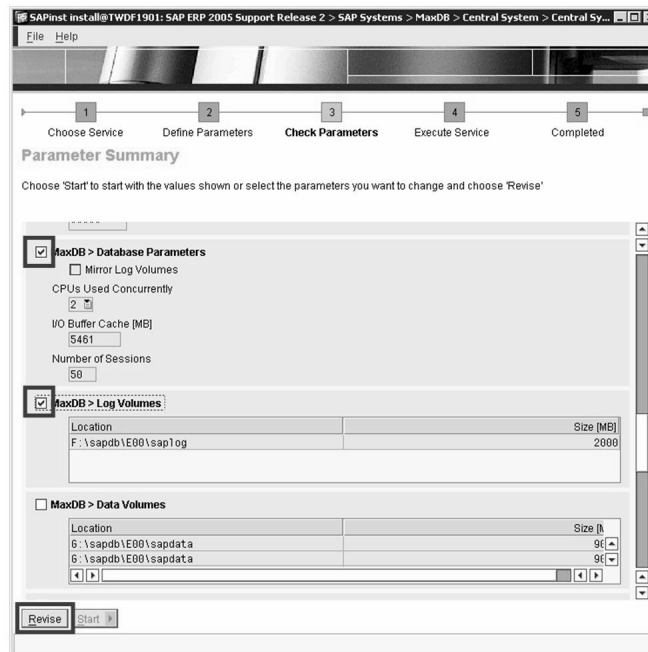 SAPinst install@TWDF1901: SAP ERP 2005 Support Release 2 > SAP Systems > MaxDB > Central System > Central Sy...
File Help
1 2 3 4 5
Choose Service Define Parameters Check Parameters Execute Service Completed
Parameter Summary
Choose 'Start' to start with the values shown or select the parameters you want to change and choose 'Revise'
MaxDB > Database Parameters
Mirror Log Volumes
CPUs Used Concurrently
2
I/O Buffer Cache [MB]
5461
Number of Sessions
50
MaxDB > Log Volumes
Location Size [MB]
F:\sapdb\E00\saplog 2000
MaxDB > Data Volumes
Location Size [M
G:\sapdb\E00\sapdata
G:\sapdb\E00\sapdata
Revise Start